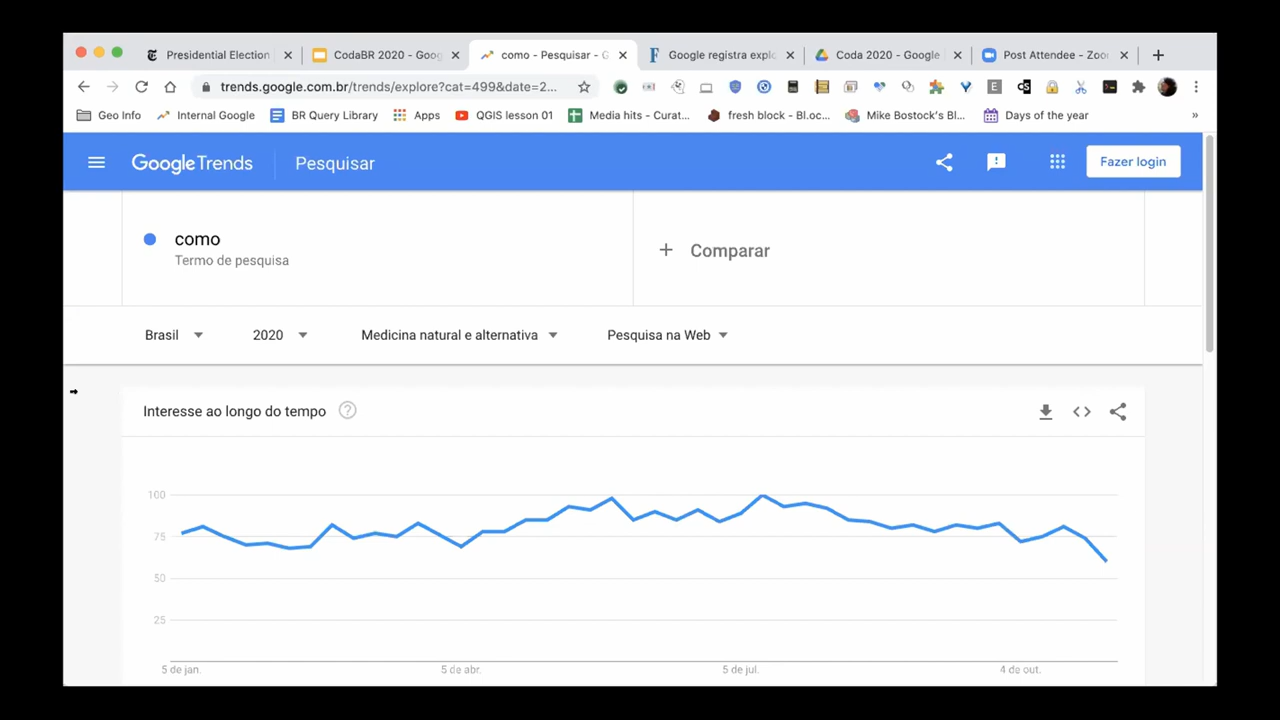 Presidential Election
CodaBR 2020 - Goog
como - Pesquisar - G
Google registra explo
Coda 2020 - Google
Post Attendee - Zoo
trends.google.com.br/trends/explore?cat=499&date=2...
Geo Info
Internal Google
BR Query Library
Apps
QGIS lesson 01
Media hits - Curat...
fresh block - Bl.oc...
Mike Bostock's Bl...
Days of the year
»
Google Trends
Pesquisar
Fazer login
como
Termo de pesquisa
+ Comparar
Brasil
2020
Medicina natural e alternativa
Pesquisa na Web
Interesse ao longo do tempo
100
75
50
25
5 de jan.
5 de abr.
5 de jul.
4 de out.